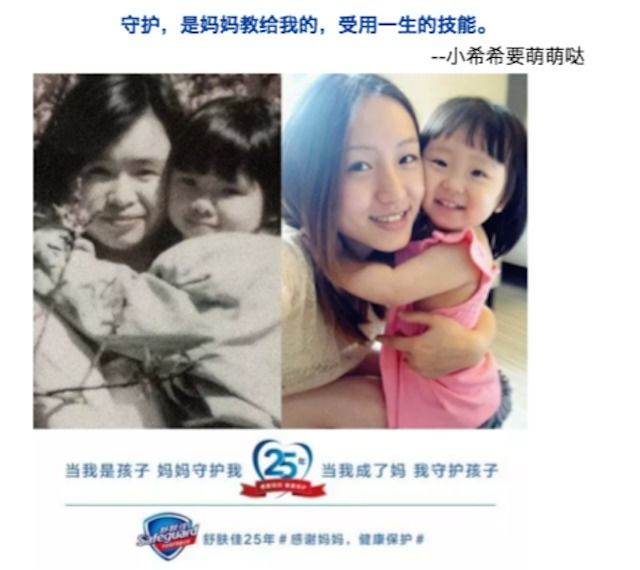 守护，是妈妈教给我的，受用一生的技能。
--小希希要萌萌哒
当我是孩子 妈妈守护我 25年 当我成了妈 我守护孩子
舒肤佳
Safeguard
舒肤佳25年＃感谢妈妈，健康保护＃